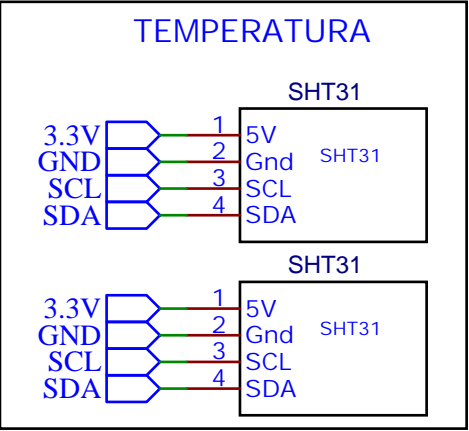 TEMPERATURA
SHT31
3.3V 1 5V
GND 2 Gnd SHT31
SCL 3 SCL
SDA 4 SDA
SHT31
3.3V 1 5V
GND 2 Gnd SHT31
SCL 3 SCL
SDA 4 SDA